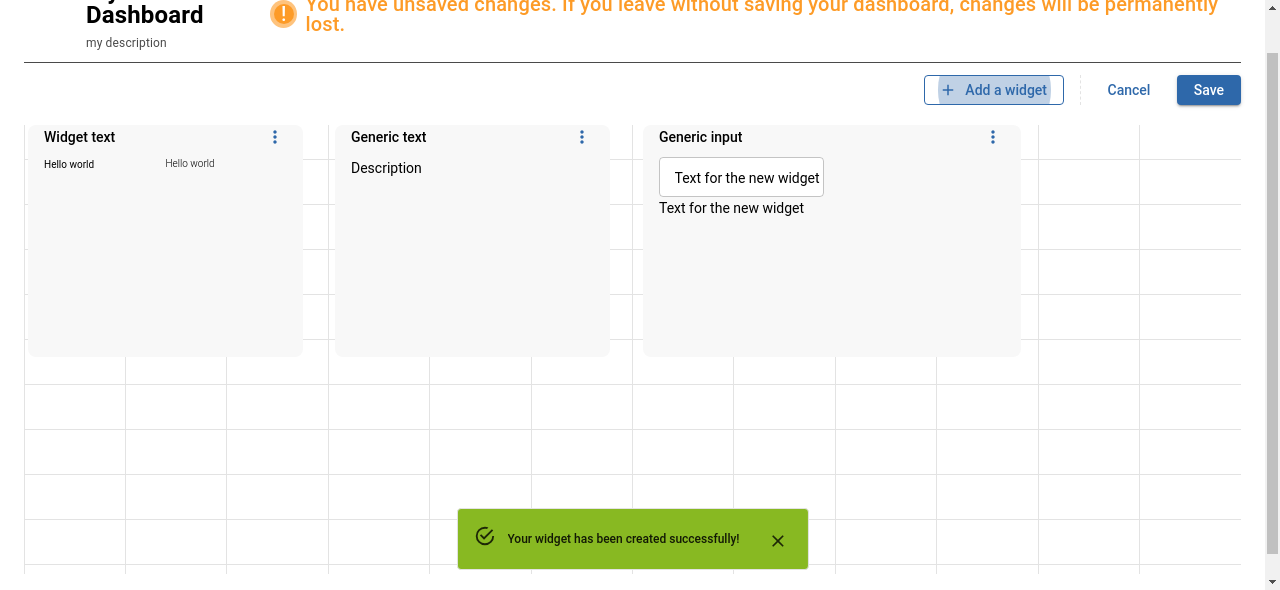 Dashboard
my description
You have unsaved changes. If you leave without saving your dashboard, changes will be permanently
lost.
+ Add a widget
Cancel
Save
Widget text
Hello world
Hello world
Generic text
Description
Generic input
Text for the new widget
Text for the new widget
Your widget has been created successfully!